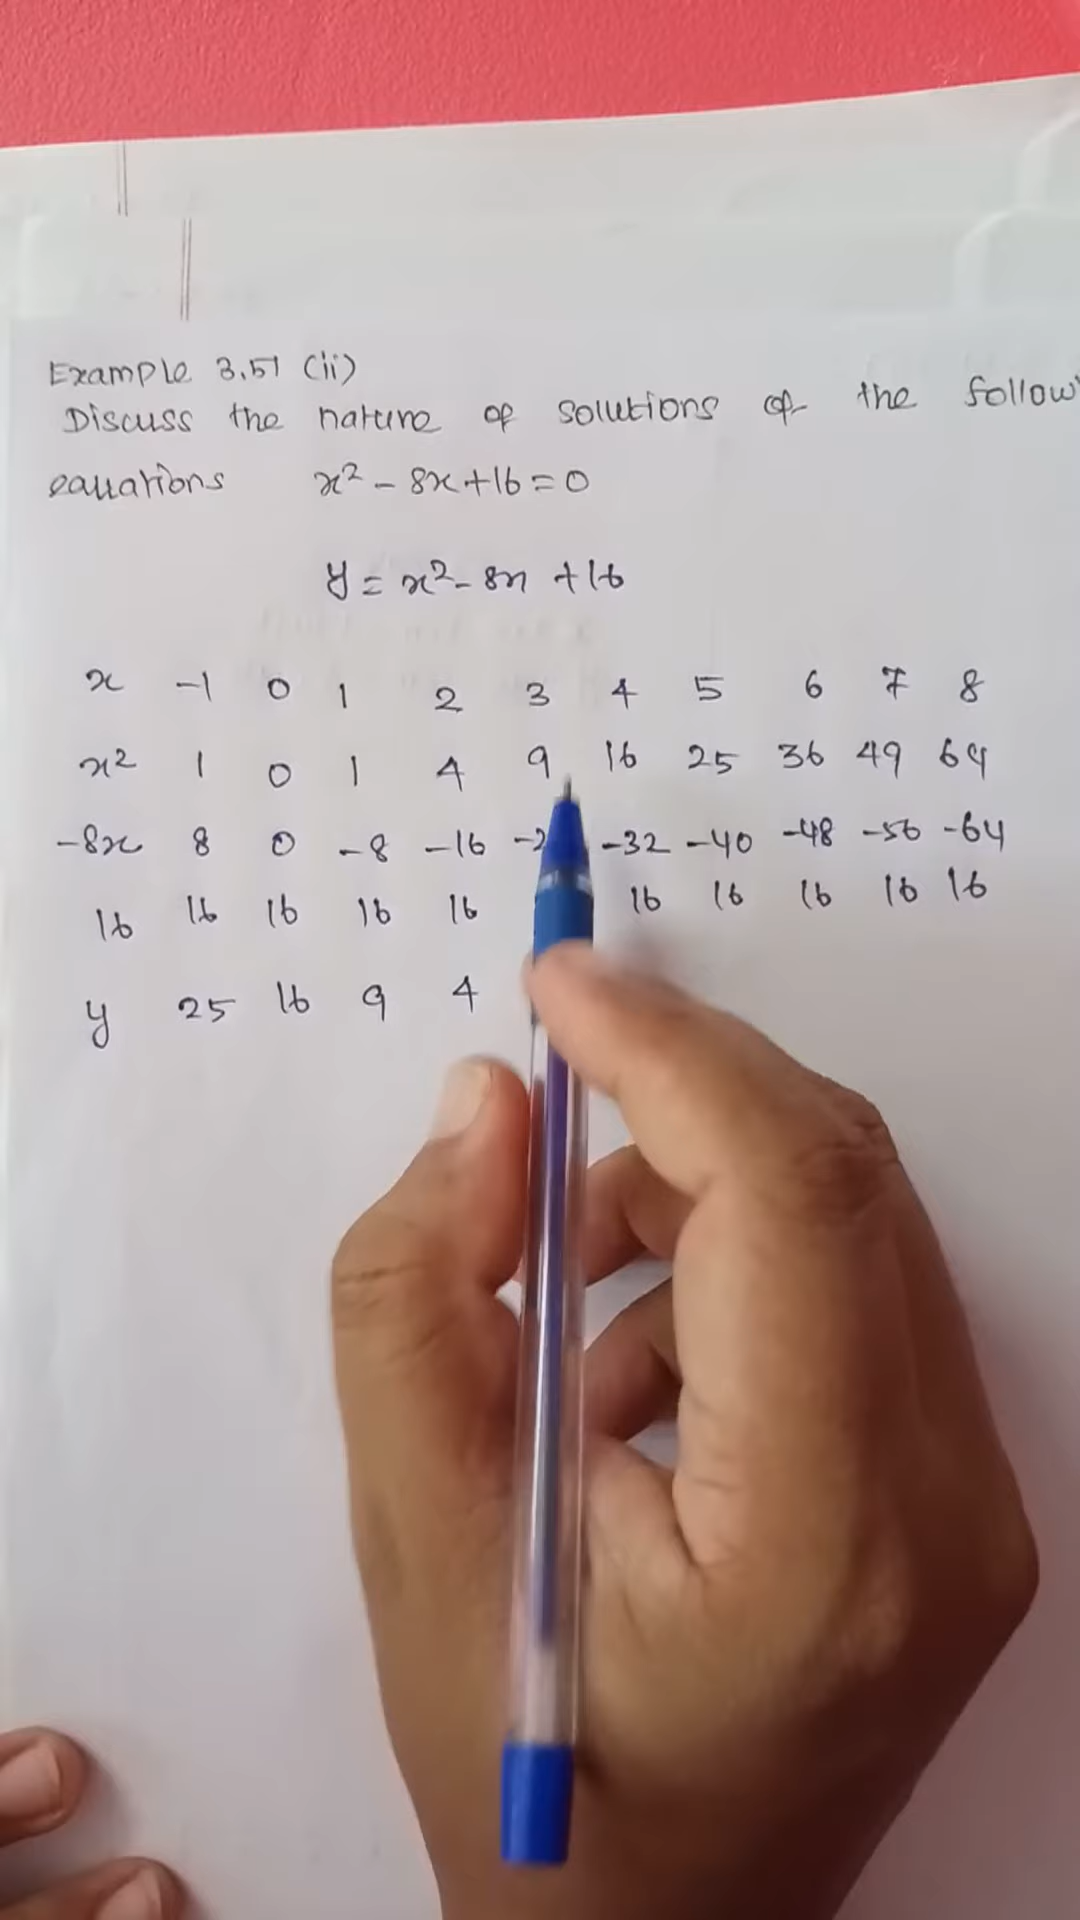 Example 3.51 (ii)
Discuss the nature of solutions of the follow
equations x² - 8x + 16 = 0
y = x² - 8x + 16
x -1 0 1 2 3 4 5 6 7 8
x² 1 0 1 4 9 16 25 36 49 64
-8x 8 0 -8 -16 -2 -32 -40 -48 -56 -64
16 16 16 16 16 16 16 16 16 16
y 25 16 9 4